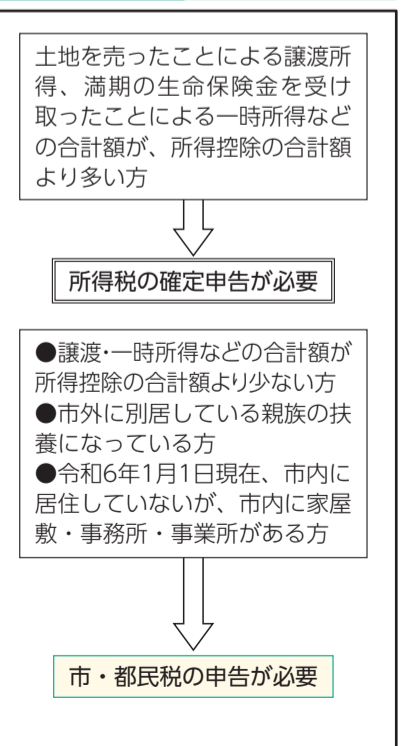 土地を売ったことによる譲渡所
得、満期の生命保険金を受け
取ったことによる一時所得など
の合計額が、所得控除の合計額
より多い方
所得税の確定申告が必要
●譲渡・一時所得などの合計額が
所得控除の合計額より少ない方
●市外に別居している親族の扶
養になっている方
●令和6年1月1日現在、市内に
居住していないが、市内に家屋
敷・事務所・事業所がある方
市・都民税の申告が必要